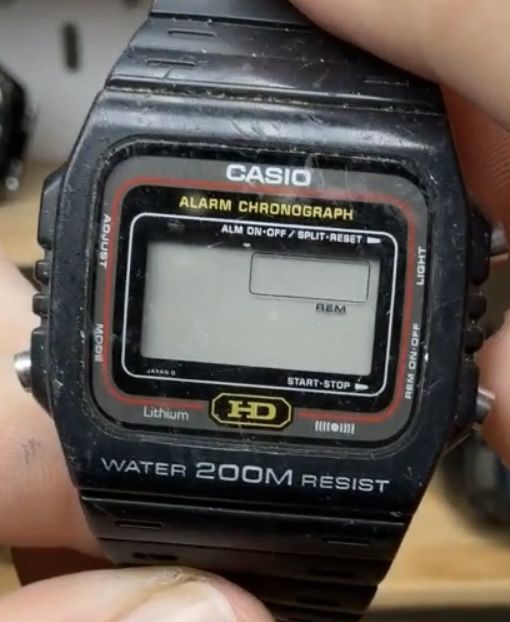 CASIO
ALARM CHRONOGRAPH
ALM ON·OFF / SPLIT·RESET
ADJUST
LIGHT
REM
MODE
REM ON·OFF
JAPAN D
START·STOP
Lithium
HD
WATER 200M RESIST